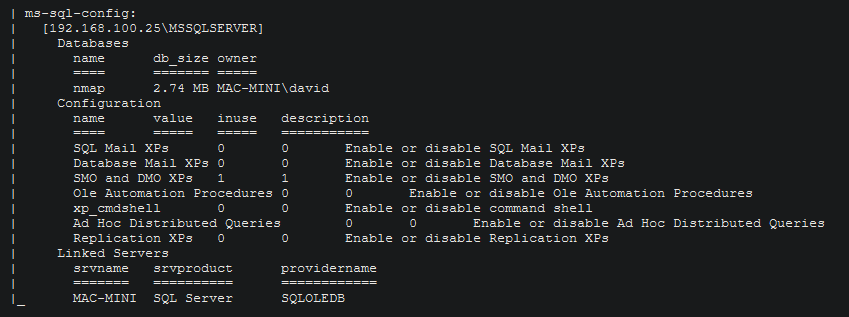 | ms-sql-config:
|   [192.168.100.25\MSSQLSERVER]
|     Databases
|       name      db_size owner
|       ====      ======= =====
|       nmap      2.74 MB MAC-MINI\david
|     Configuration
|       name      value   inuse   description
|       ====      =====   =====   ===========
|       SQL Mail XPs      0       0       Enable or disable SQL Mail XPs
|       Database Mail XPs 0       0       Enable or disable Database Mail XPs
|       SMO and DMO XPs   1       1       Enable or disable SMO and DMO XPs
|       Ole Automation Procedures 0       0       Enable or disable Ole Automation Procedures
|       xp_cmdshell       0       0       Enable or disable command shell
|       Ad Hoc Distributed Queries        0       0       Enable or disable Ad Hoc Distributed Queries
|       Replication XPs   0       0       Enable or disable Replication XPs
|     Linked Servers
|       srvname   srvproduct      providername
|       =======   ==========      ============
|_      MAC-MINI  SQL Server      SQLOLEDB